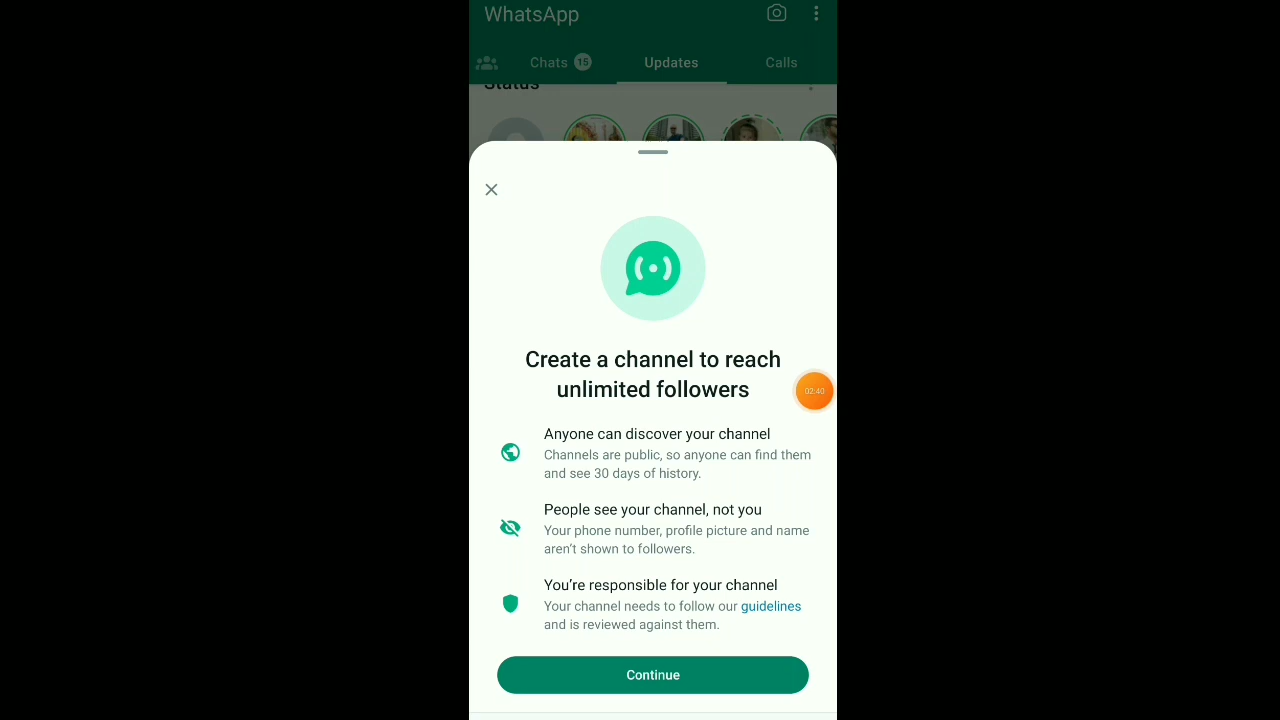 WhatsApp
Chats 15 Updates Calls
Status
Create a channel to reach
unlimited followers
02:40
Anyone can discover your channel
Channels are public, so anyone can find them
and see 30 days of history.
People see your channel, not you
Your phone number, profile picture and name
aren't shown to followers.
You're responsible for your channel
Your channel needs to follow our guidelines
and is reviewed against them.
Continue